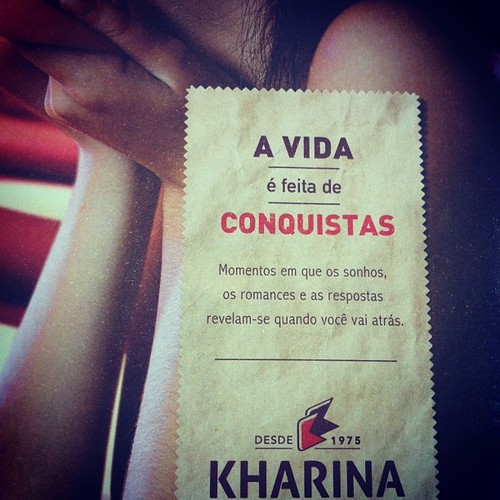 A VIDA
é feita de
CONQUISTAS
Momentos em que os sonhos,
os romances e as respostas
revelam-se quando você vai atrás.
DESDE 1975
KHARINA